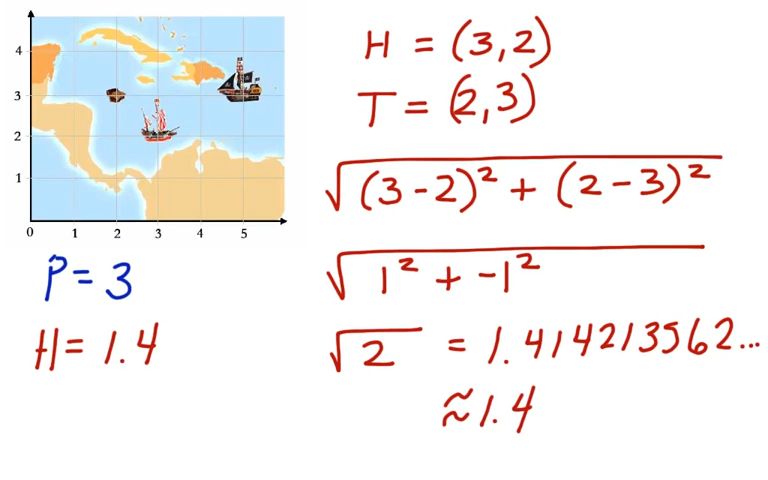 4
3
2
1
0 1 2 3 4 5
P = 3
H = 1.4
H = (3,2)
T = (2,3)
√(3-2)² + (2-3)²
√1² + -1²
√2 = 1.414213562...
≈1.4